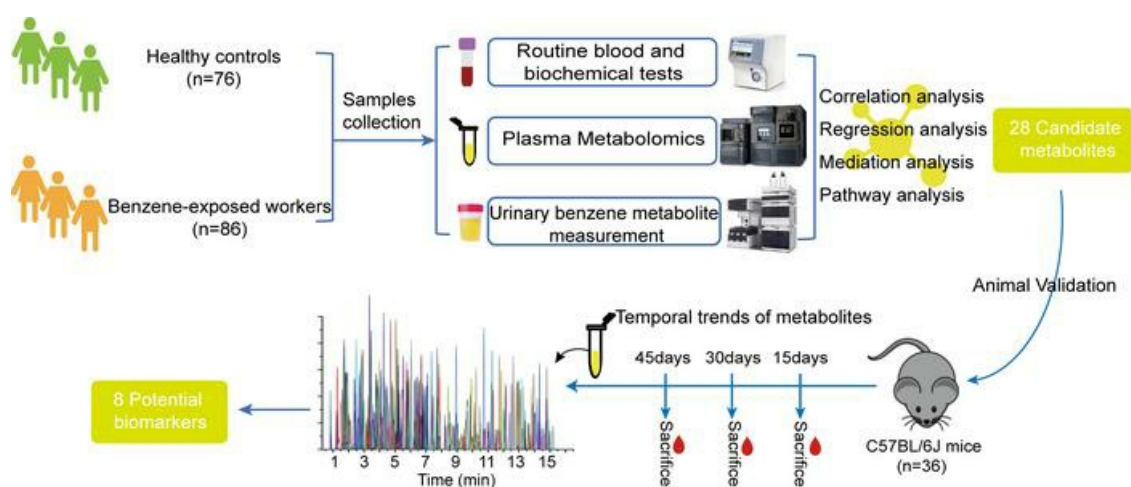 Healthy controls
(n=76)
Benzene-exposed workers
(n=86)
Samples
collection
Routine blood and
biochemical tests
Plasma Metabolomics
Urinary benzene metabolite
measurement
Correlation analysis
Regression analysis
Mediation analysis
Pathway analysis
28 Candidate
metabolites
Animal Validation
C57BL/6J mice
(n=36)
Temporal trends of metabolites
45days 30days 15days
Sacrifice Sacrifice Sacrifice
1 3 5 7 9 11 13 15
Time (min)
8 Potential
biomarkers